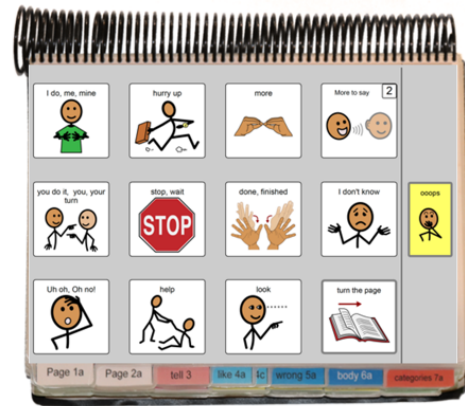 I do, me, mine
hurry up
more
More to say
2
you do it, you, your
turn
stop, wait
STOP
done, finished
I don't know
ooops
Uh oh, Oh no!
help
look
turn the page
Page 1a
Page 2a
tell 3
like 4a
4c
wrong 5a
body 6a
categories 7a